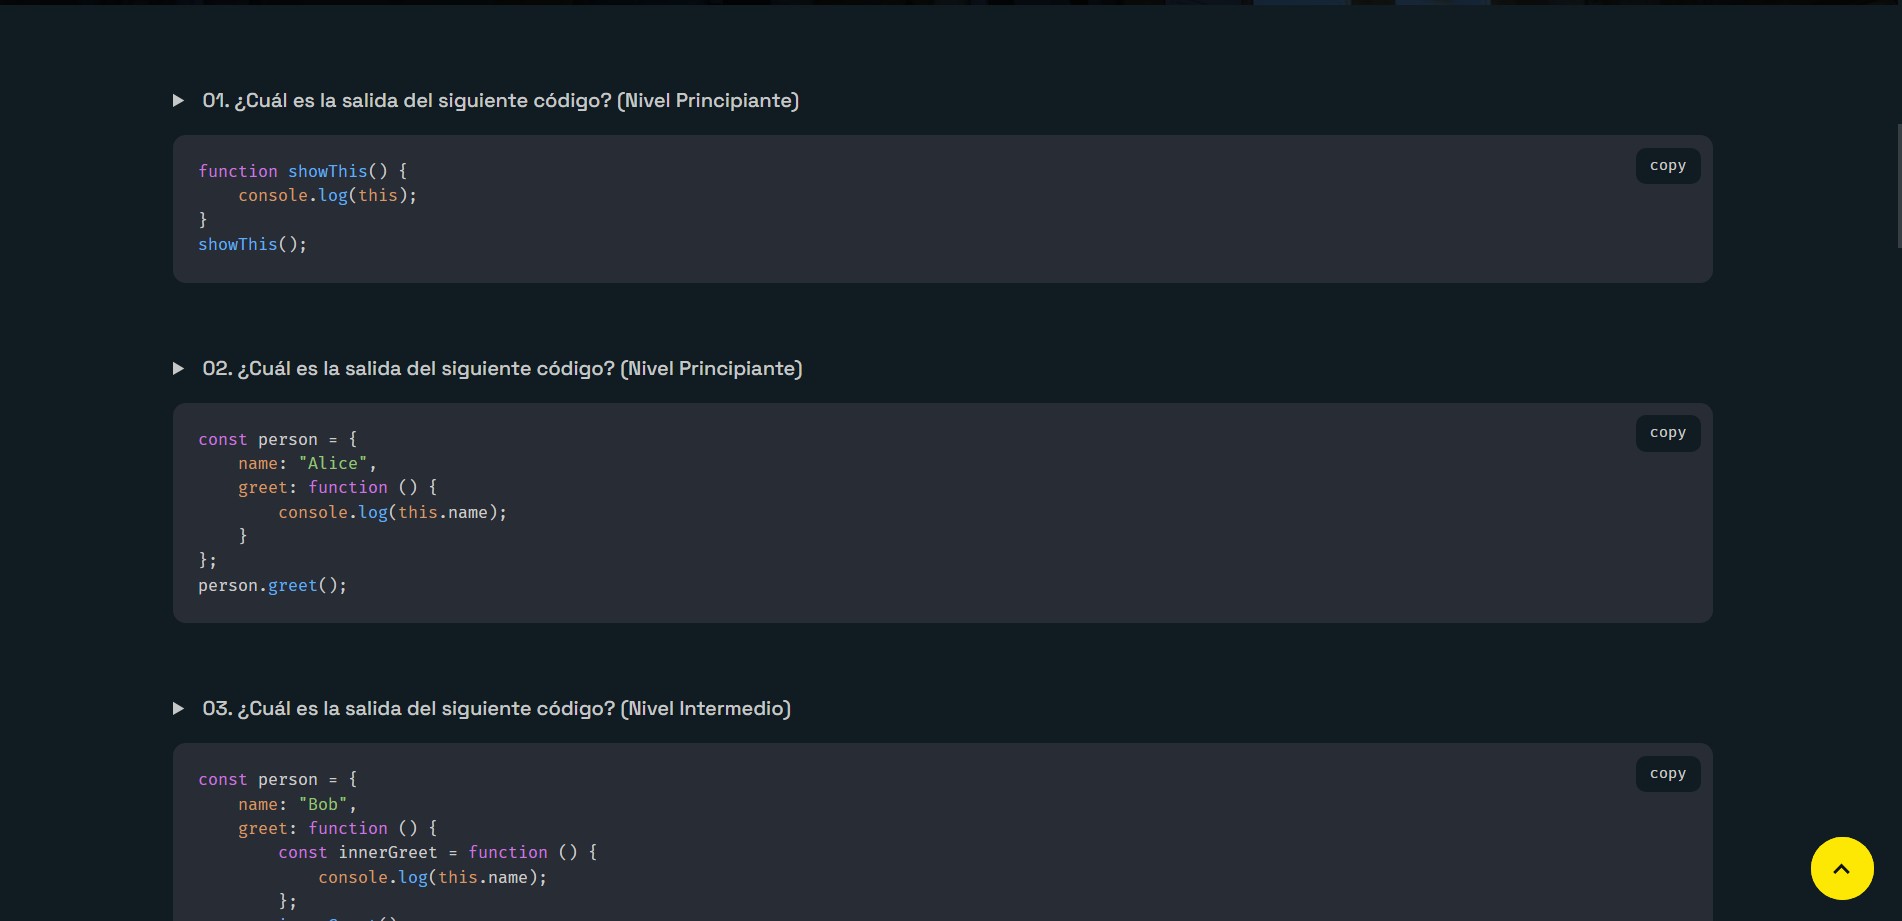 01. ¿Cuál es la salida del siguiente código? (Nivel Principiante)
copy
function showThis() {
    console.log(this);
}
showThis();
02. ¿Cuál es la salida del siguiente código? (Nivel Principiante)
copy
const person = {
    name: "Alice",
    greet: function () {
        console.log(this.name);
    }
};
person.greet();
03. ¿Cuál es la salida del siguiente código? (Nivel Intermedio)
copy
const person = {
    name: "Bob",
    greet: function () {
        const innerGreet = function () {
            console.log(this.name);
        };